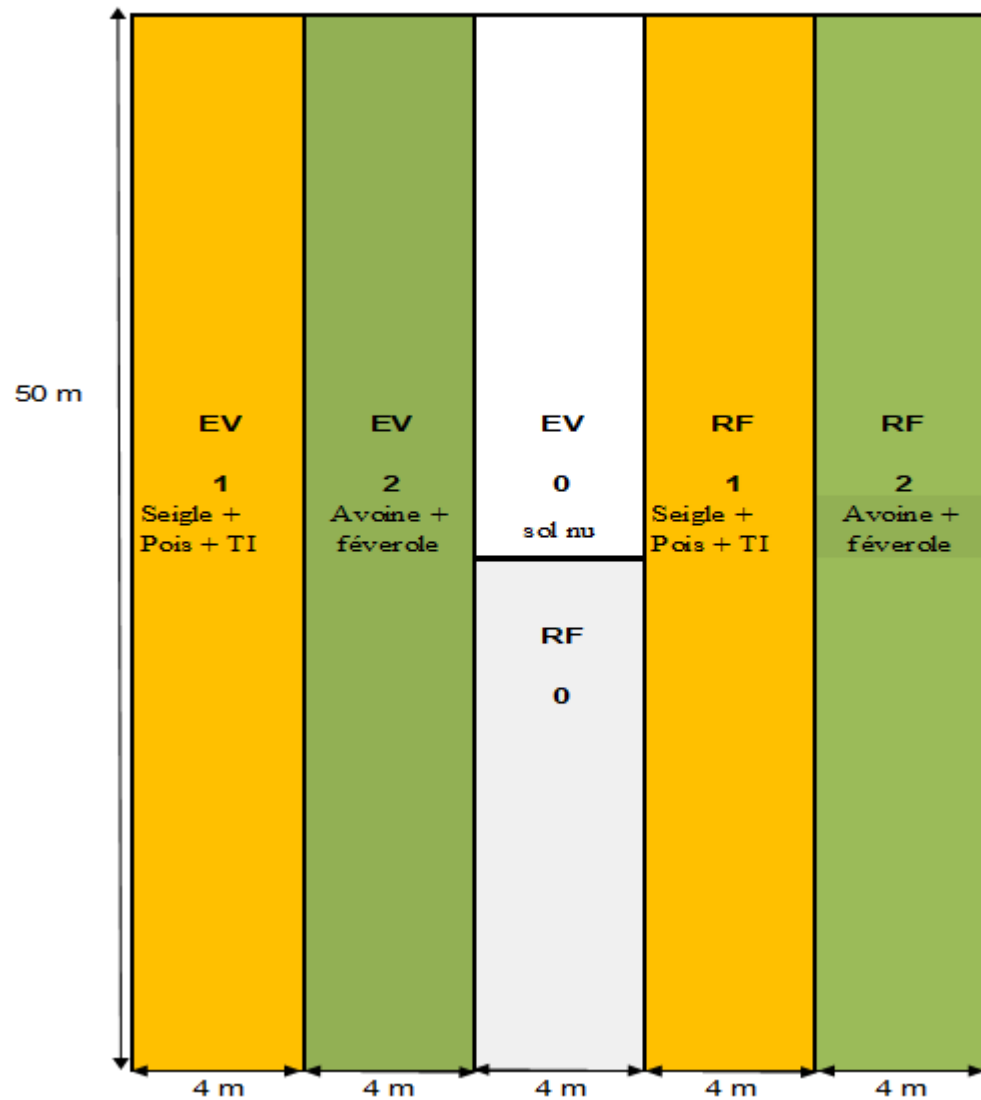 50 m
EV
1
Seigle +
Pois + TI
EV
2
Avoine +
féverole
EV
0
sol nu
RF
0
RF
1
Seigle +
Pois + TI
RF
2
Avoine +
féverole
4 m
4 m
4 m
4 m
4 m